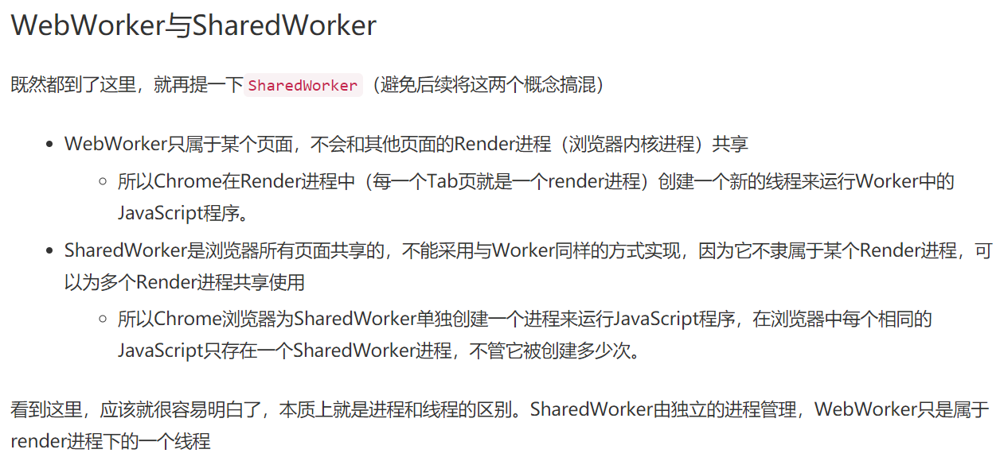 WebWorker与SharedWorker
既然都到了这里，就再提一下SharedWorker（避免后续将这两个概念搞混）
WebWorker只属于某个页面，不会和其他页面的Render进程（浏览器内核进程）共享
所以Chrome在Render进程中（每一个Tab页就是一个render进程）创建一个新的线程来运行Worker中的
JavaScript程序。
SharedWorker是浏览器所有页面共享的，不能采用与Worker同样的方式实现，因为它不隶属于某个Render进程，可
以为多个Render进程共享使用
所以Chrome浏览器为SharedWorker单独创建一个进程来运行JavaScript程序，在浏览器中每个相同的
JavaScript只存在一个SharedWorker进程，不管它被创建多少次。
看到这里，应该就很容易明白了，本质上就是进程和线程的区别。SharedWorker由独立的进程管理，WebWorker只是属于
render进程下的一个线程